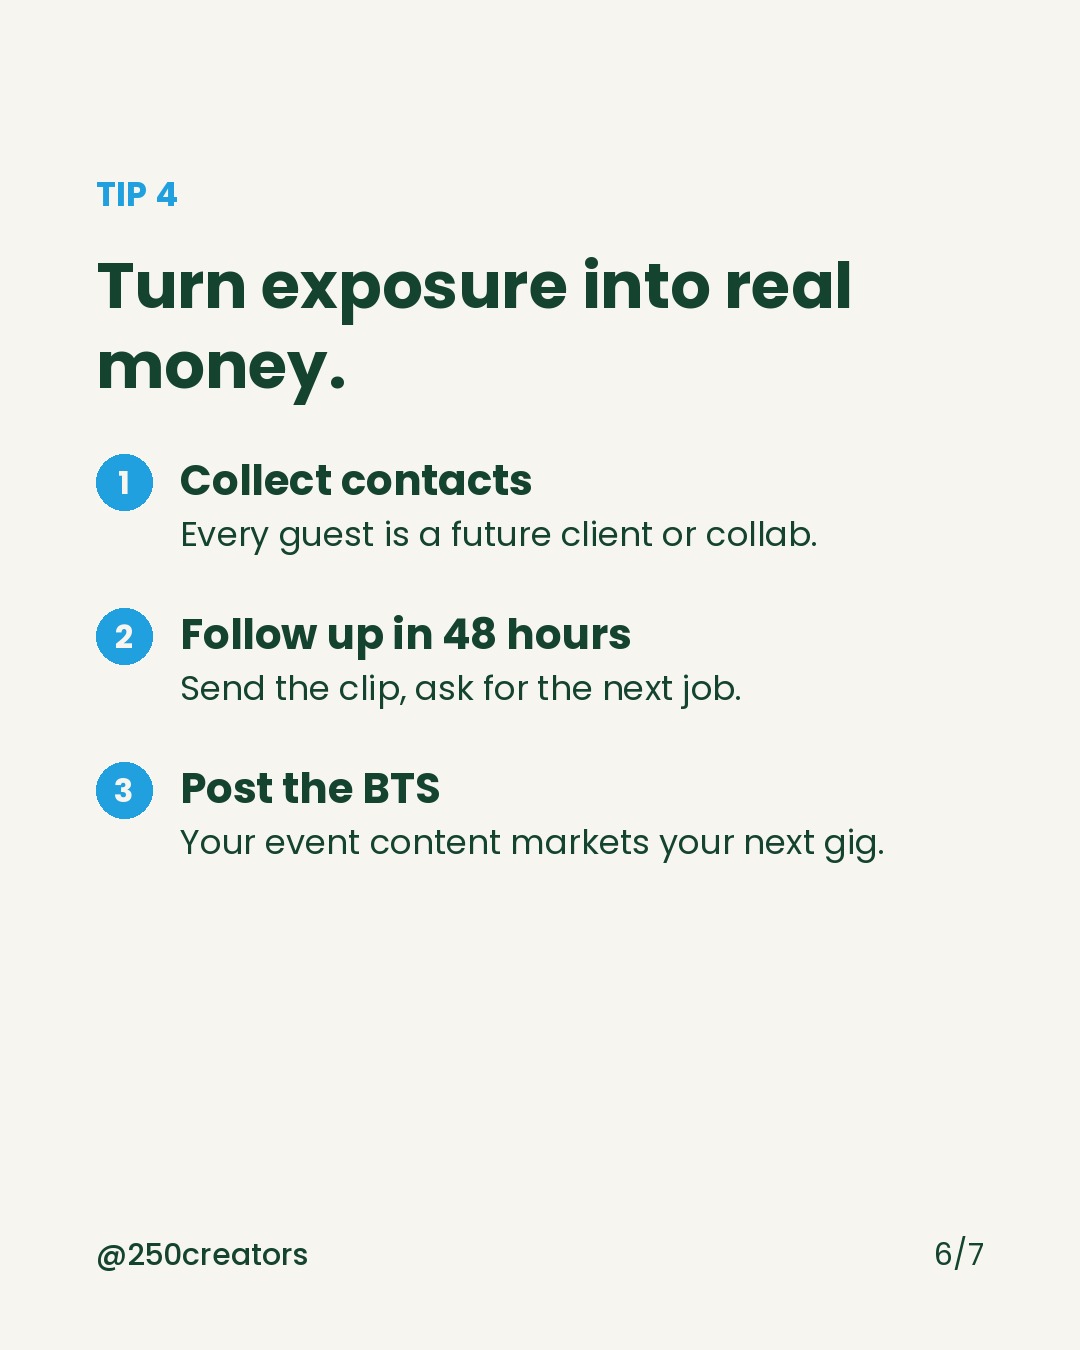 TIP 4
Turn exposure into real
money.
1 Collect contacts
Every guest is a future client or collab.
2 Follow up in 48 hours
Send the clip, ask for the next job.
3 Post the BTS
Your event content markets your next gig.
@250creators 6/7